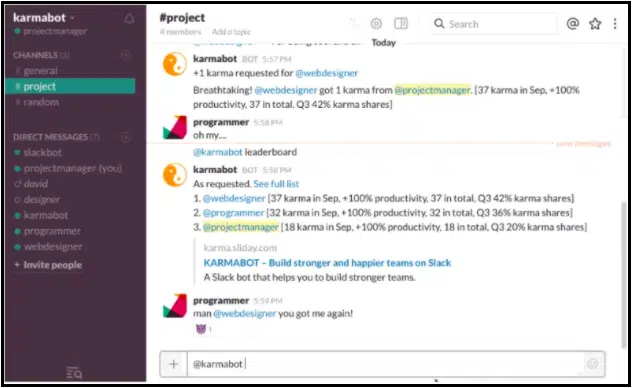 karmabot
projectmanager
CHANNELS (3)
# general
# project
# random
DIRECT MESSAGES (7)
slackbot
projectmanager (you)
david
designer
karmabot
programmer
webdesigner
+ Invite people
#project
4 members
Add a topic
Search
Today
karmabot BOT 5:57 PM
+1 karma requested for @webdesigner
Breathtaking! @webdesigner got 1 karma from @projectmanager. [37 karma in Sep, +100%
productivity, 37 in total, Q3 42% karma shares]
programmer 5:58 PM
oh my....
new messages
@karmabot leaderboard
karmabot BOT 5:58 PM
As requested. See full list
1. @webdesigner [37 karma in Sep, +100% productivity, 37 in total, Q3 42% karma shares]
2. @programmer [32 karma in Sep, +100% productivity, 32 in total, Q3 36% karma shares]
3. @projectmanager [18 karma in Sep, +100% productivity, 18 in total, Q3 20% karma shares]
karma.sliday.com
KARMABOT – Build stronger and happier teams on Slack
A Slack bot that helps you to build stronger teams.
programmer 5:59 PM
man @webdesigner you got me again!
1
@karmabot